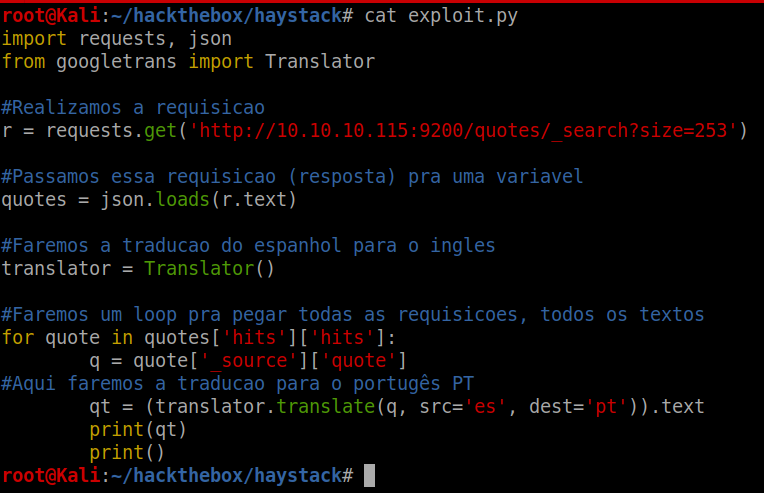 root@Kali:~/hackthebox/haystack# cat exploit.py
import requests, json
from googletrans import Translator
#Realizamos a requisicao
r = requests.get('http://10.10.10.115:9200/quotes/_search?size=253')
#Passamos essa requisicao (resposta) pra uma variavel
quotes = json.loads(r.text)
#Faremos a traducao do espanhol para o ingles
translator = Translator()
#Faremos um loop pra pegar todas as requisicoes, todos os textos
for quote in quotes['hits']['hits']:
        q = quote['_source']['quote']
#Aqui faremos a traducao para o portugês PT
        qt = (translator.translate(q, src='es', dest='pt')).text
        print(qt)
        print()
root@Kali:~/hackthebox/haystack#